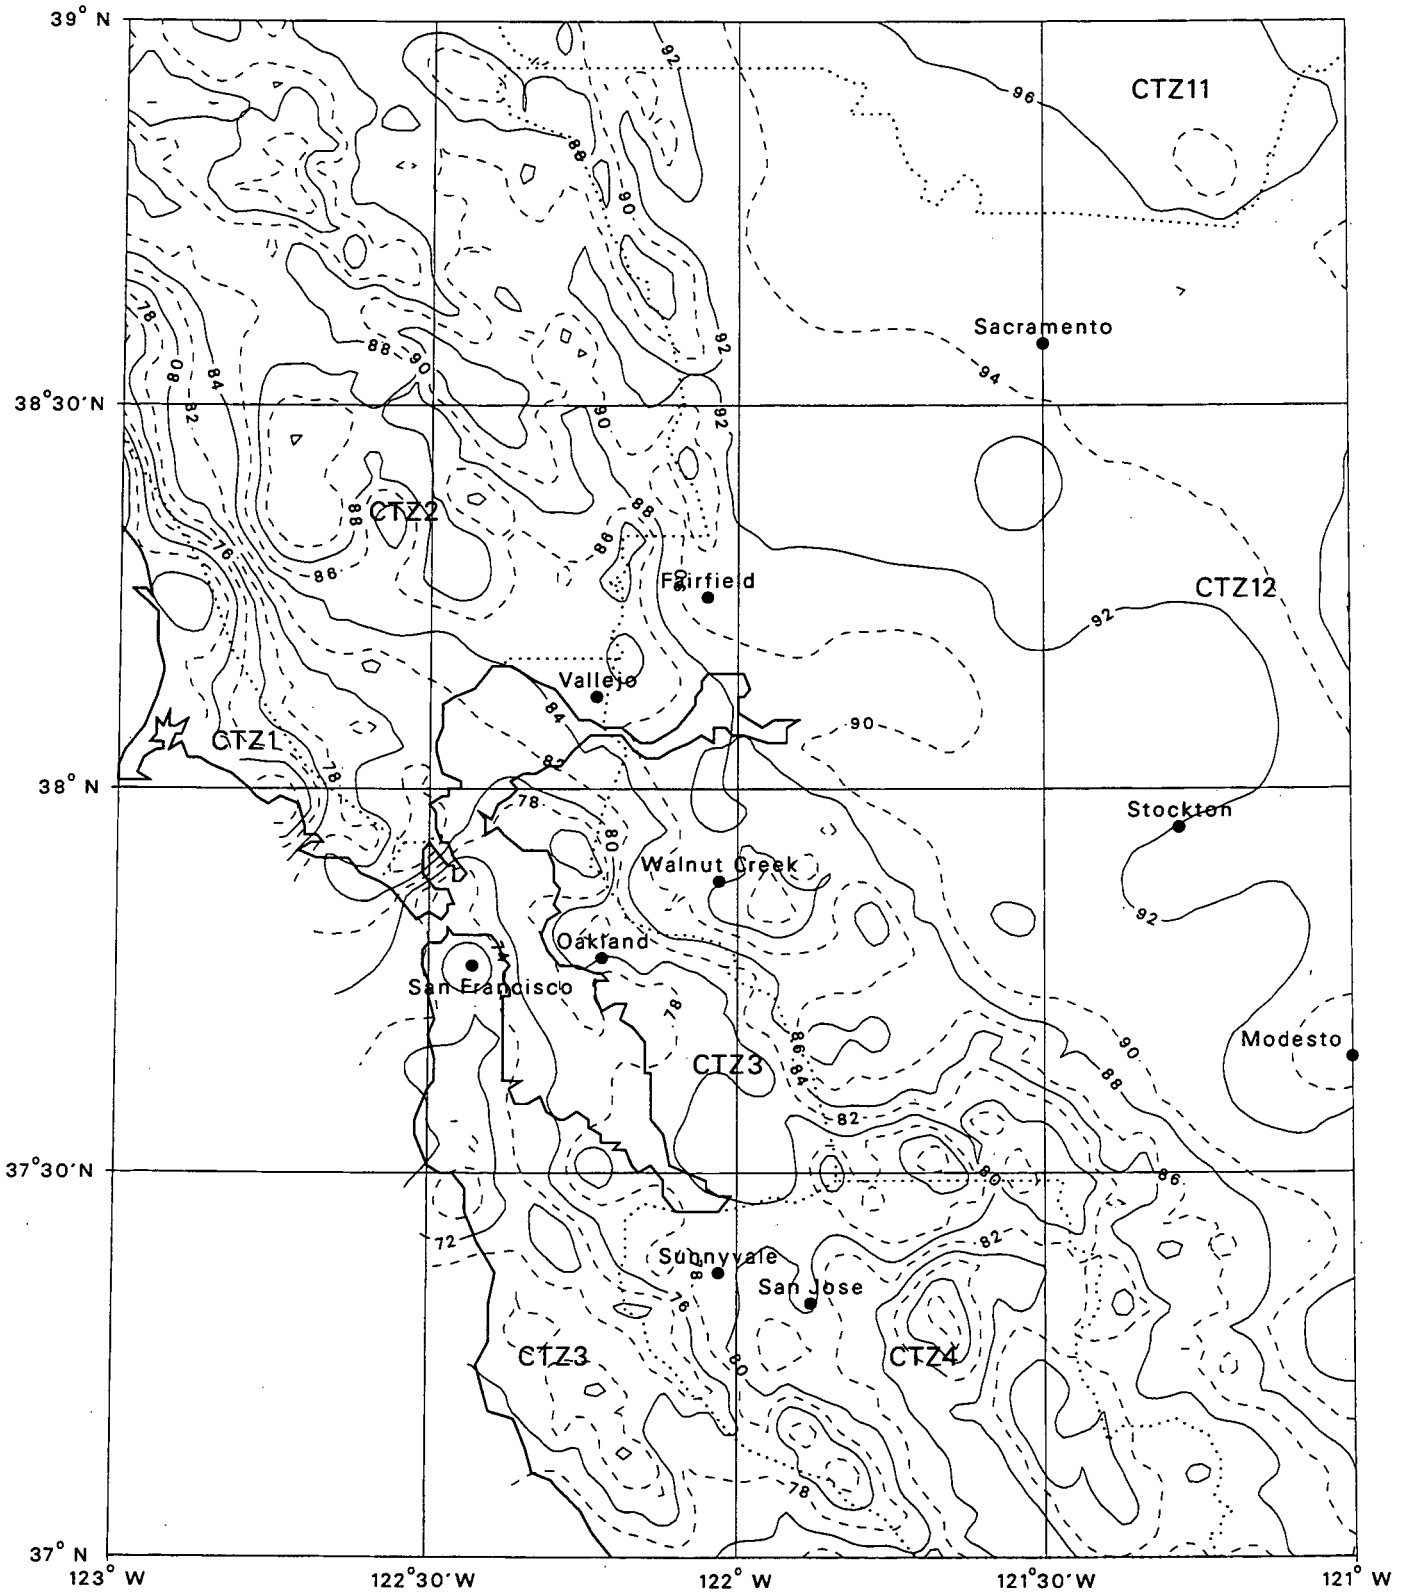 39° N
92
96
CTZ11
88
90
78
Sacramento
92
88
90
94
80
84
82
38°30'N
90
92
88
CTZ2
88
86
76
86
90
Fairfield
CTZ12
92
Vallejo
84
90
CTZ1
82
78
38° N
78
Stockton
80
Walnut Creek
92
Oakland
74
San Francisco
78
86
90
Modesto
CTZ3
84
88
82
37°30'N
80
86
72
82
Sunnyvale
78
San Jose
76
CTZ3
80
CTZ4
78
37° N
123° W
122°30'W
122° W
121°30'W
121° W